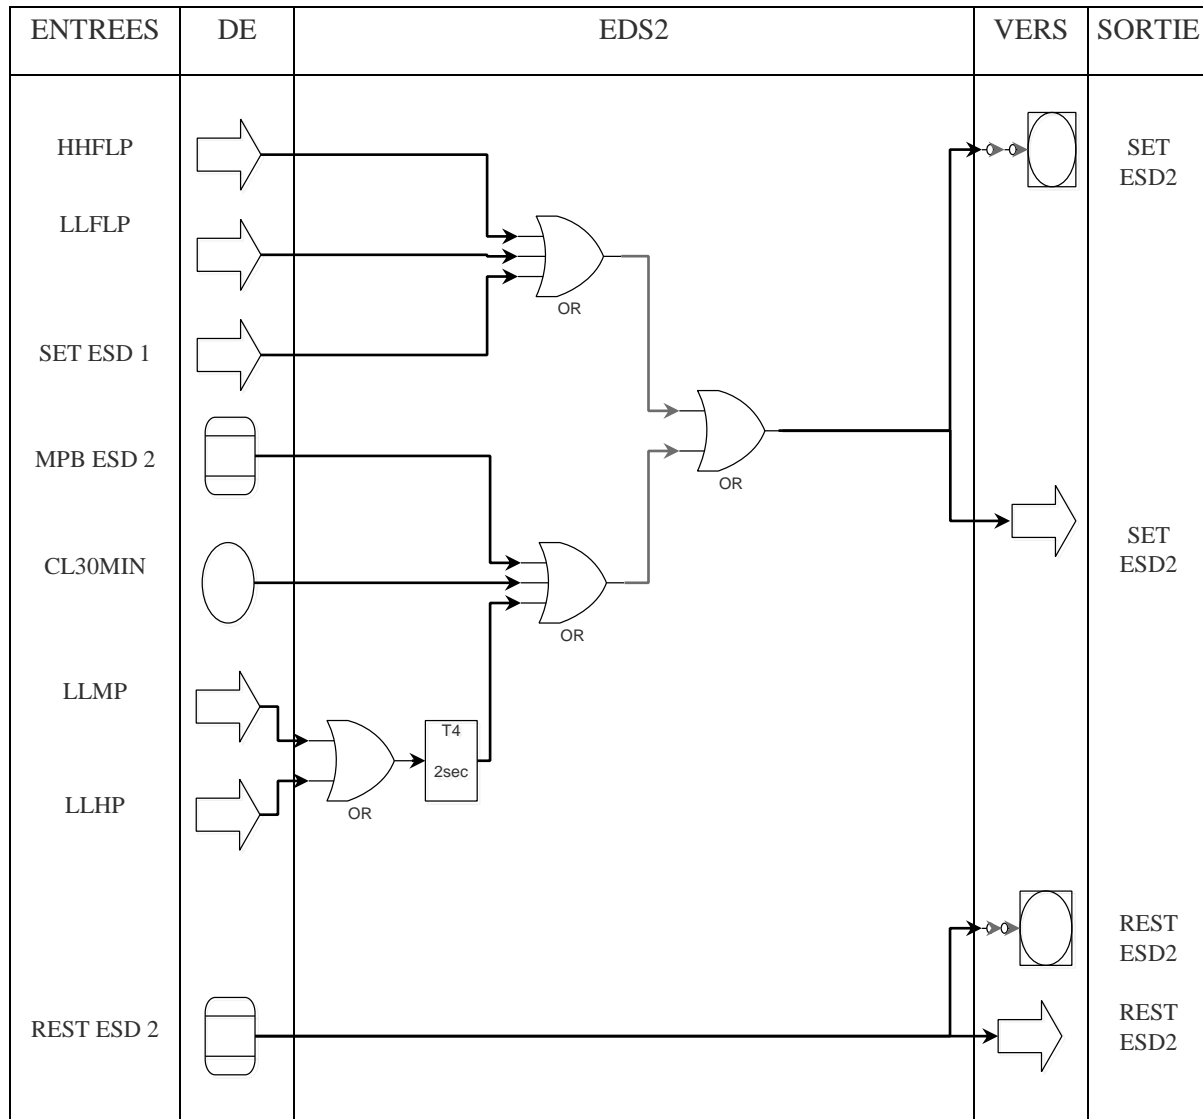 ENTREES DE EDS2 VERS SORTIE
HHFLP
SET
ESD2
LLFLP
OR
SET ESD 1
MPB ESD 2
OR
SET
ESD2
CL30MIN
OR
LLMP
T4
2sec
LLHP
OR
REST
ESD2
REST ESD 2
REST
ESD2